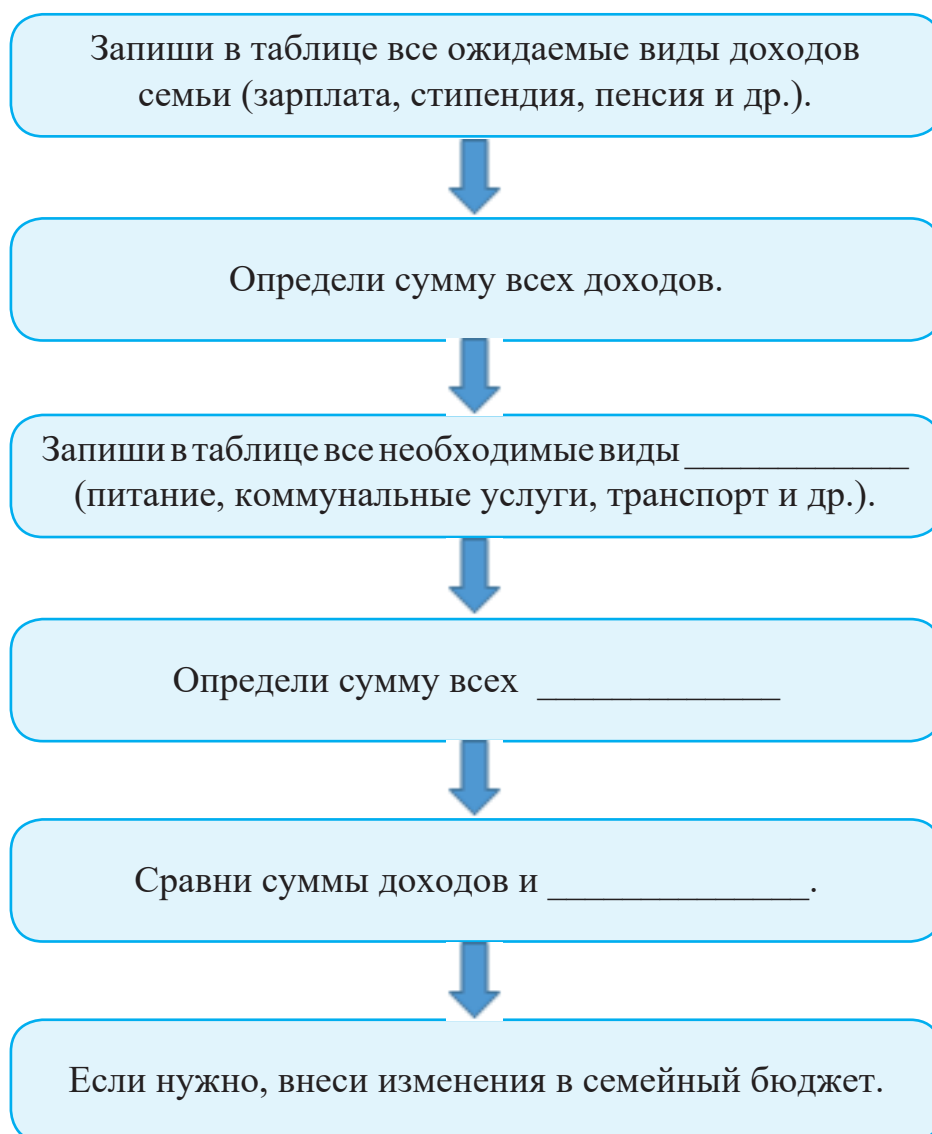 Запиши в таблице все ожидаемые виды доходов
семьи (зарплата, стипендия, пенсия и др.).
Определи сумму всех доходов.
Запиши в таблице все необходимые виды ____________
(питание, коммунальные услуги, транспорт и др.).
Определи сумму всех _____________
Сравни суммы доходов и ______________.
Если нужно, внеси изменения в семейный бюджет.